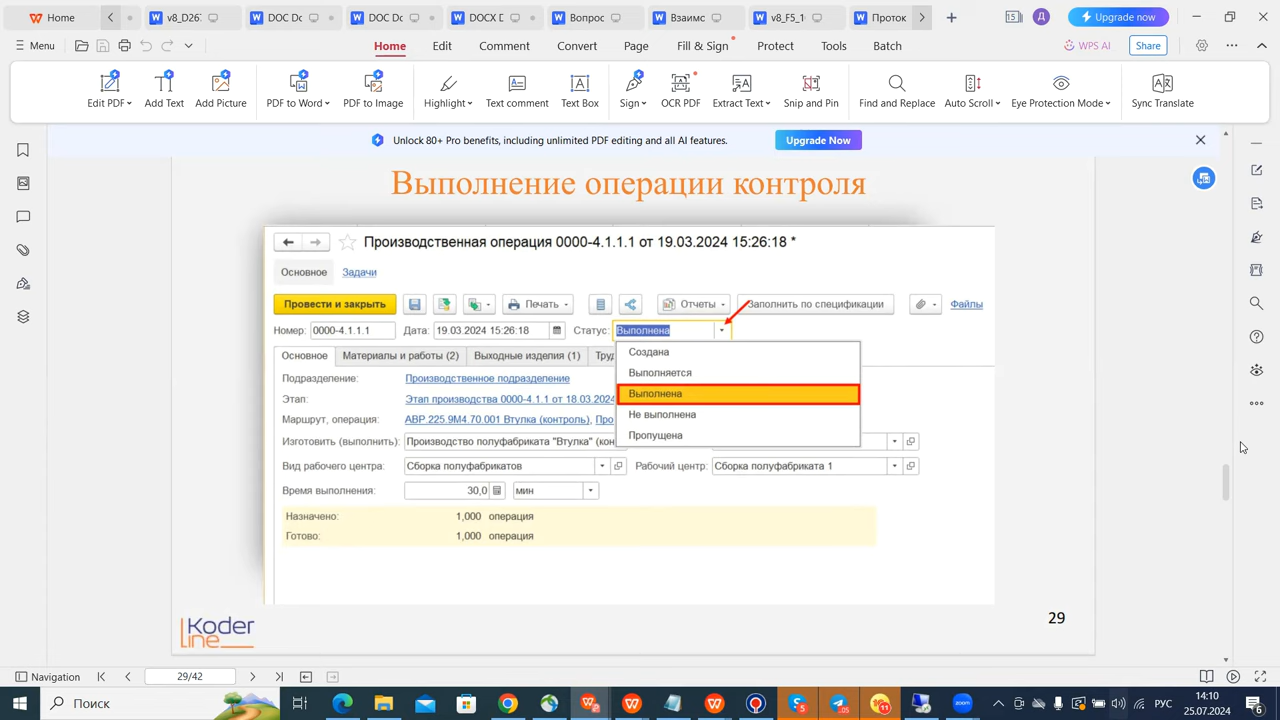 Home
v8_D26
DOC Do
DOC Do
DOCX D
Вопрос
Взаимс
v8_F5_1
Проток
15
Д
Upgrade now
Menu
Home Edit Comment Convert Page Fill & Sign Protect Tools Batch
WPS AI
Share
Edit PDF
Add Text
Add Picture
PDF to Word
PDF to Image
Highlight
Text comment
Text Box
Sign
OCR PDF
Extract Text
Snip and Pin
Find and Replace
Auto Scroll
Eye Protection Mode
Sync Translate
Unlock 80+ Pro benefits, including unlimited PDF editing and all AI features.
Upgrade Now
Выполнение операции контроля
Производственная операция 0000-4.1.1.1 от 19.03.2024 15:26:18 *
Основное Задачи
Провести и закрыть
Печать
Отчеты
Заполнить по спецификации
Файлы
Номер: 0000-4.1.1.1 Дата: 19.03.2024 15:26:18 Статус: Выполнена
Создана
Выполняется
Выполнена
Не выполнена
Пропущена
Основное Материалы и работы (2) Выходные изделия (1) Труд
Подразделение: Производственное подразделение
Этап: Этап производства 0000-4.1.1 от 18.03.2024
Маршрут, операция: АВР.225.9М4.70.001 Втулка (контроль), Про
Изготовить (выполнить): Производство полуфабриката "Втулка" (кон
Вид рабочего центра: Сборка полуфабрикатов Рабочий центр: Сборка полуфабриката 1
Время выполнения: 30,0 мин
Назначено: 1,000 операция
Готово: 1,000 операция
Koder
line
29
Navigation
29/42
Поиск
5
05
11
РУС
14:10
25.07.2024
6